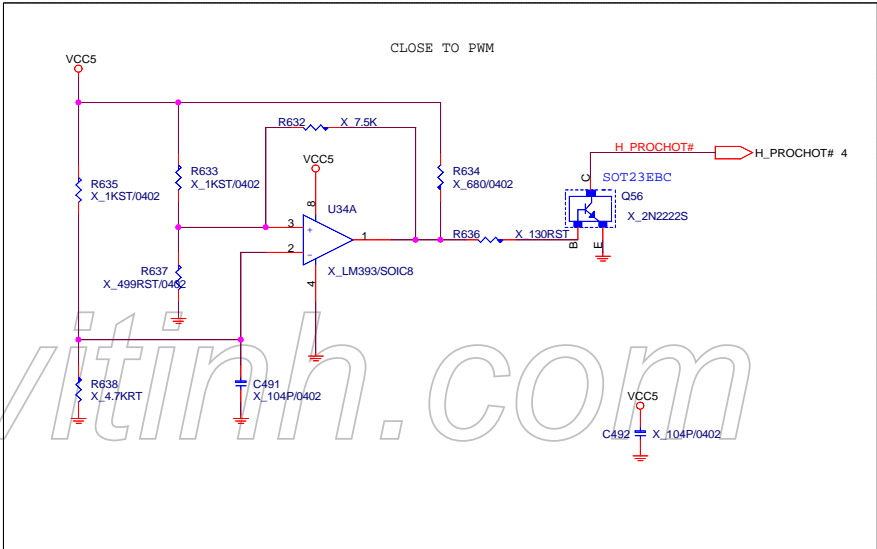 CLOSE TO PWM
VCC5
R632 X_7.5K
R635
X_1KST/0402
R633
X_1KST/0402
VCC5
8
R634
X_680/0402
H_PROCHOT#
H_PROCHOT# 4
C
SOT23EBC
Q56
X_2N2222S
B
E
U34A
3
+
2
-
1
4
X_LM393/SOIC8
R636 X_130RST
R637
X_499RST/0402
R638
X_4.7KRT
C491
X_104P/0402
VCC5
C492 X_104P/0402
vitinh.com